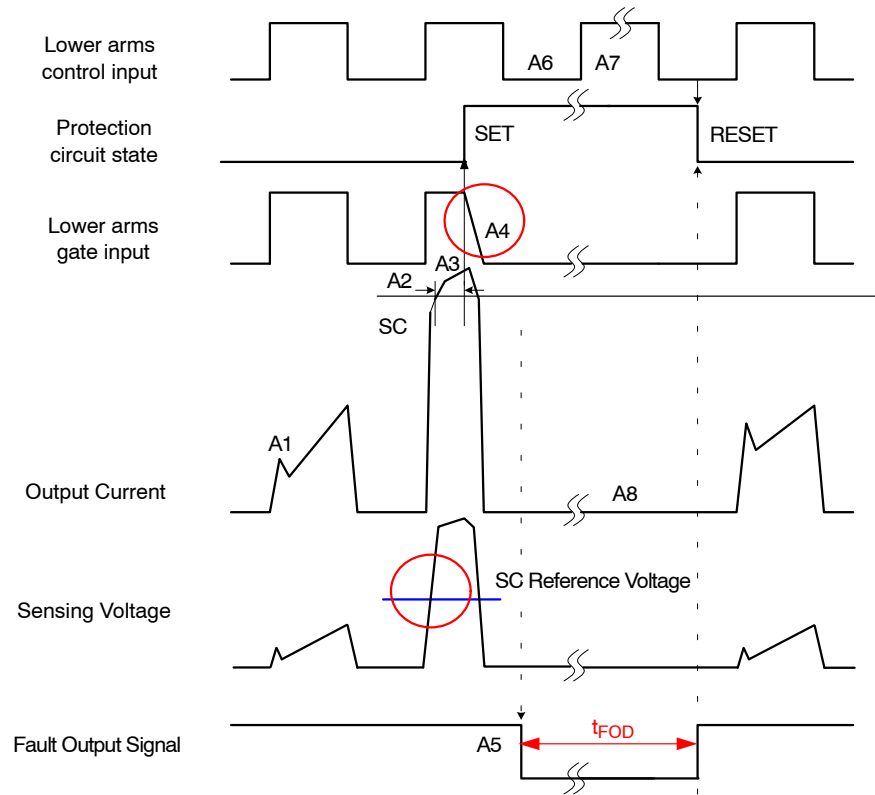 Lower arms
control input
A6
A7
Protection
circuit state
SET
RESET
Lower arms
gate input
A4
A2
A3
SC
A1
Output Current
A8
SC Reference Voltage
Sensing Voltage
Fault Output Signal
A5
tFOD